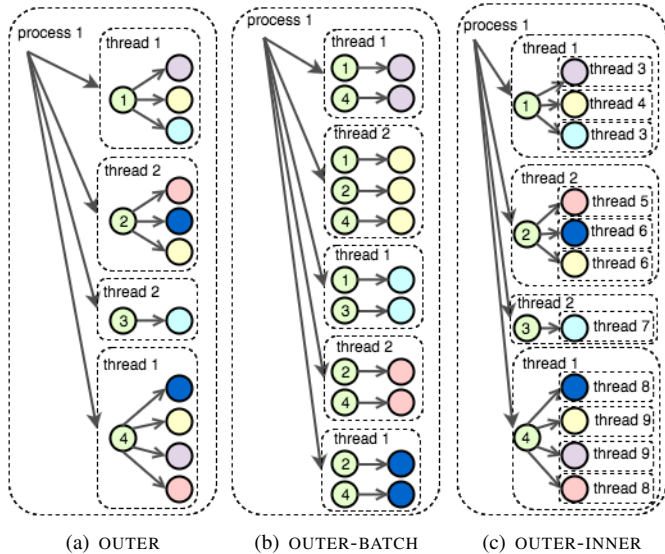 process 1
thread 1
1
thread 2
2
thread 2
3
thread 1
4
(a) OUTER
process 1
thread 1
1
4
thread 2
1
2
4
thread 1
1
3
thread 2
2
4
thread 1
2
4
(b) OUTER-BATCH
process 1
thread 1
thread 3
1
thread 4
thread 3
thread 2
thread 5
2
thread 6
thread 6
thread 2
3
thread 7
thread 1
thread 8
thread 9
4
thread 9
thread 8
(c) OUTER-INNER